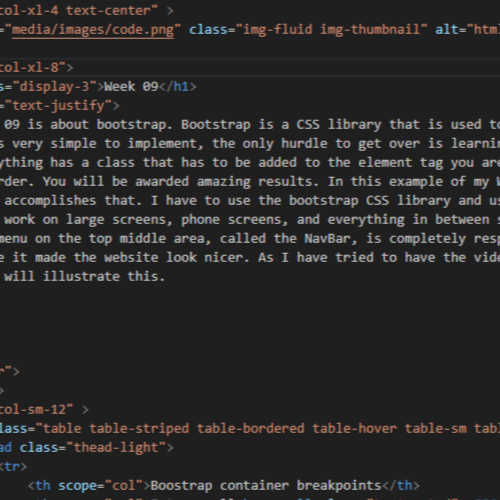 col-xl-4 text-center" >
="media/images/code.png" class="img-fluid img-thumbnail" alt="html
col-xl-8">
s="display-3">Week 09</h1>
="text-justify">
09 is about bootstrap. Bootstrap is a CSS library that is used to
s very simple to implement, the only hurdle to get over is learnin
ything has a class that has to be added to the element tag you are
rder. You will be awarded amazing results. In this example of my W
accomplishes that. I have to use the bootstrap CSS library and us
work on large screens, phone screens, and everything in between s
menu on the top middle area, called the NavBar, is completely resp
e it made the website look nicer. As I have tried to have the vide
will illustrate this.
r">
>
col-sm-12" >
lass="table table-striped table-bordered table-hover table-sm tabl
ad class="thead-light">
<tr>
<th scope="col">Boostrap container breakpoints</th>